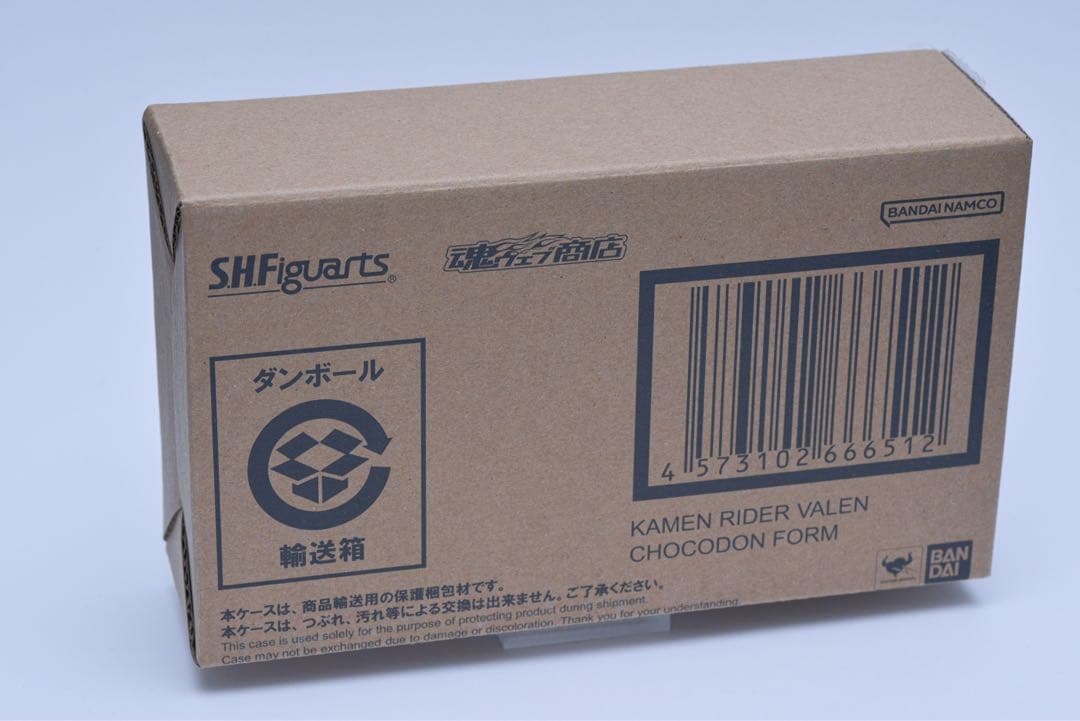 BANDAI NAMCO
S.H.Figuarts®
魂ウェブ商店
ダンボール
輸送箱
4 573102 666512
KAMEN RIDER VALEN
CHOCODON FORM
BAN
DAI
本ケースは、商品輸送用の保護梱包材です。
本ケースは、つぶれ、汚れ等による交換は出来ません。ご了承ください。
This case is used solely for the purpose of protecting product during shipment.
Case may not be exchanged due to damage or discoloration. Thank you for your understanding.